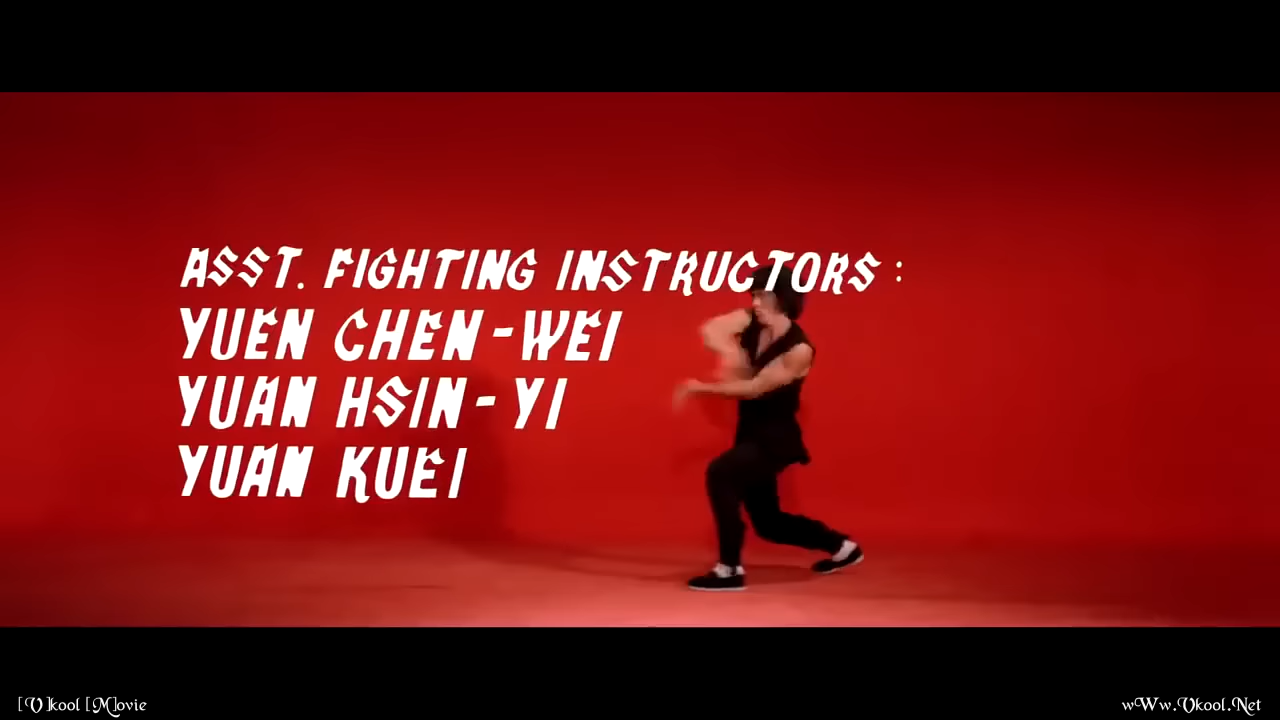 ASST. FIGHTING INSTRUCTORS :
YUEN CHEN-WEI
YUAN HSIN-YI
YUAN KUEI
[V]kool [M]ovie
wWw.Vkool.Net